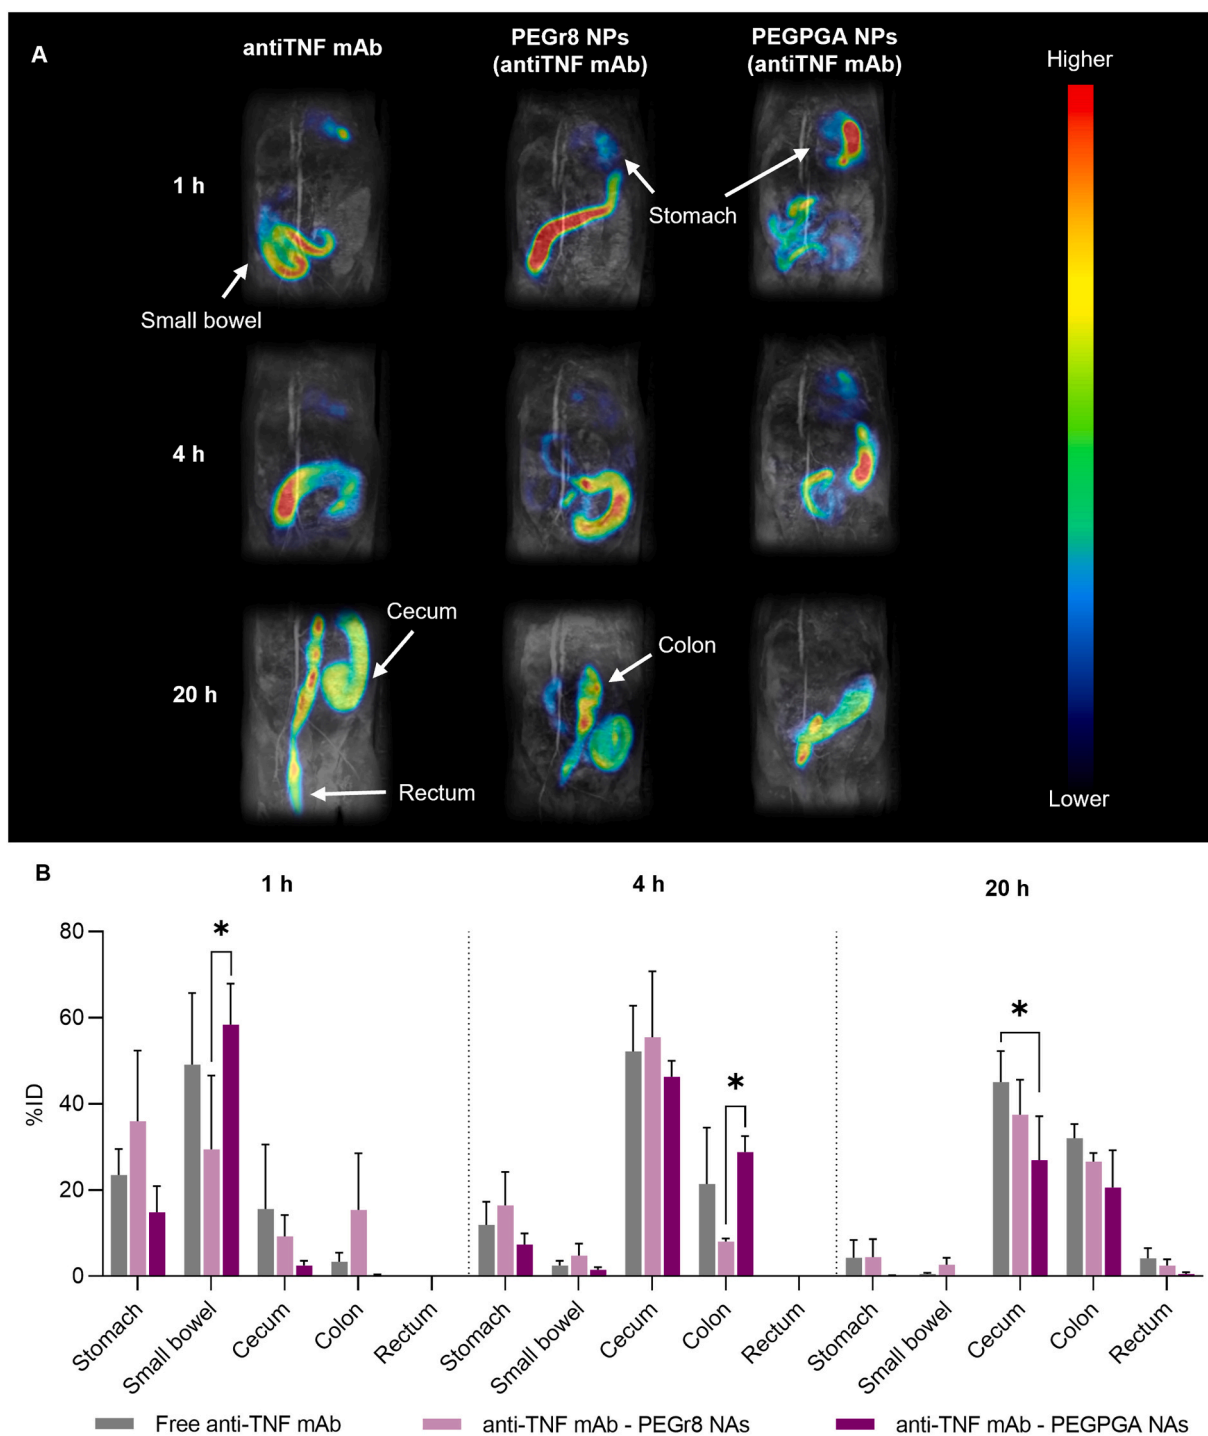 A
antiTNF mAb
PEGr8 NPs
(antiTNF mAb)
PEGPGA NPs
(antiTNF mAb)
Higher
1 h
Stomach
Small bowel
4 h
Cecum
Colon
20 h
Rectum
Lower
B
1 h
4 h
20 h
*
*
*
%ID
80
60
40
20
0
Stomach
Small bowel
Cecum
Colon
Rectum
Stomach
Small bowel
Cecum
Colon
Rectum
Stomach
Small bowel
Cecum
Colon
Rectum
Free anti-TNF mAb
anti-TNF mAb - PEGr8 NAs
anti-TNF mAb - PEGPGA NAs